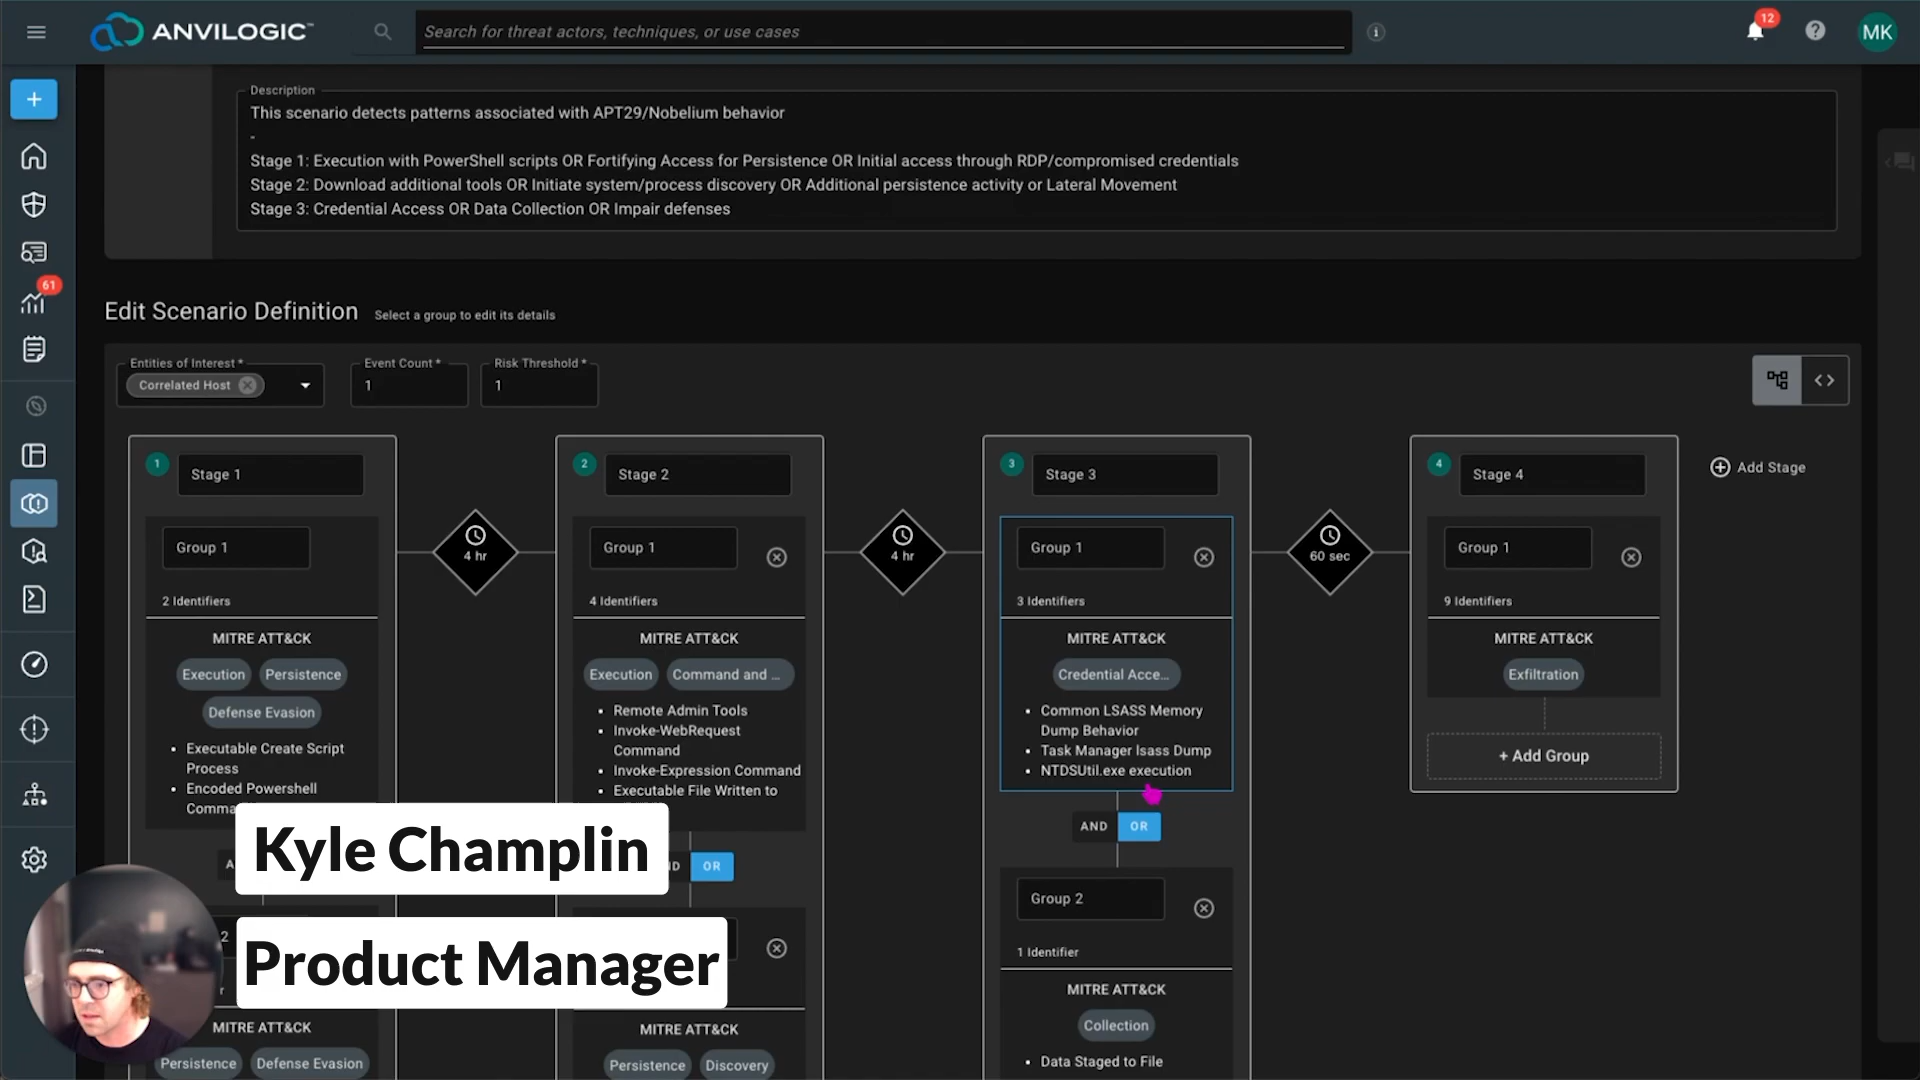 ANVILOGIC™
Search for threat actors, techniques, or use cases
12
MK
Description
This scenario detects patterns associated with APT29/Nobelium behavior
-
Stage 1: Execution with PowerShell scripts OR Fortifying Access for Persistence OR Initial access through RDP/compromised credentials
Stage 2: Download additional tools OR Initiate system/process discovery OR Additional persistence activity or Lateral Movement
Stage 3: Credential Access OR Data Collection OR Impair defenses
61
Edit Scenario Definition
Select a group to edit its details
Entities of Interest *
Correlated Host
Event Count *
1
Risk Threshold *
1
1
Stage 1
Group 1
2 Identifiers
MITRE ATT&CK
Execution
Persistence
Defense Evasion
Executable Create Script
Process
Encoded Powershell
Comma
A
2
r
MITRE ATT&CK
Persistence
Defense Evasion
4 hr
2
Stage 2
Group 1
4 Identifiers
MITRE ATT&CK
Execution
Command and ...
Remote Admin Tools
Invoke-WebRequest
Command
Invoke-Expression Command
Executable File Written to
D
OR
MITRE ATT&CK
Persistence
Discovery
4 hr
3
Stage 3
Group 1
3 Identifiers
MITRE ATT&CK
Credential Acce...
Common LSASS Memory
Dump Behavior
Task Manager lsass Dump
NTDSUtil.exe execution
AND
OR
Group 2
1 Identifier
MITRE ATT&CK
Collection
Data Staged to File
60 sec
4
Stage 4
Group 1
9 Identifiers
MITRE ATT&CK
Exfiltration
+ Add Group
Add Stage
Kyle Champlin
Product Manager